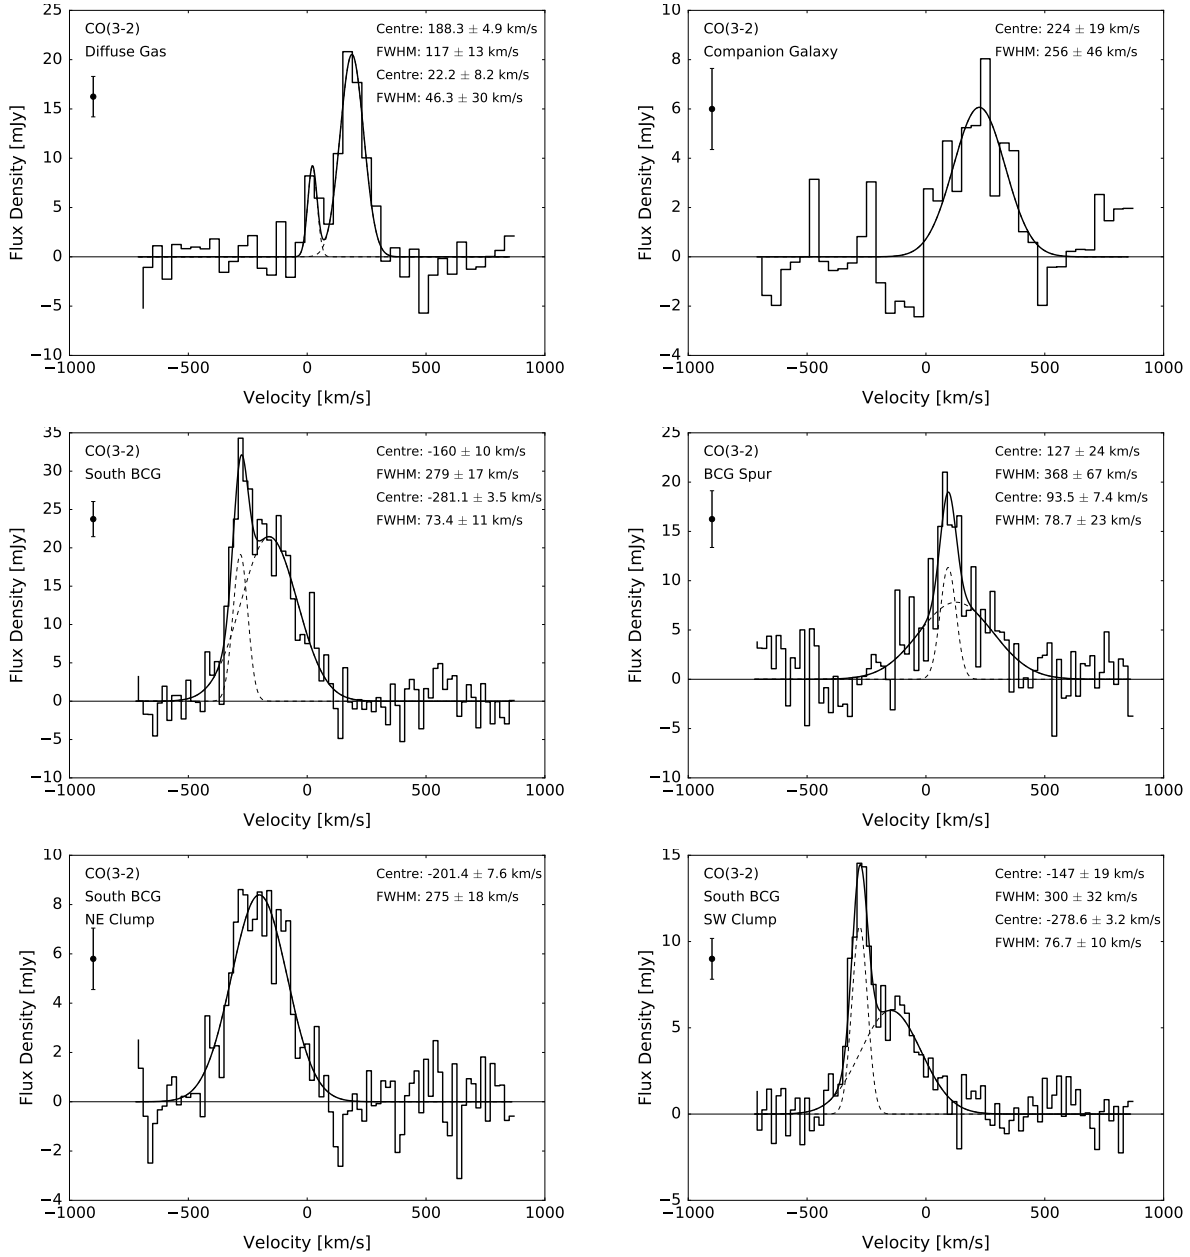 CO(3-2)
Diffuse Gas
Centre: 188.3 ± 4.9 km/s
FWHM: 117 ± 13 km/s
Centre: 22.2 ± 8.2 km/s
FWHM: 46.3 ± 30 km/s
25
20
15
10
5
0
−5
−10
Flux Density [mJy]
−1000 −500 0 500 1000
Velocity [km/s]
CO(3-2)
Companion Galaxy
Centre: 224 ± 19 km/s
FWHM: 256 ± 46 km/s
10
8
6
4
2
0
−2
−4
Flux Density [mJy]
−1000 −500 0 500 1000
Velocity [km/s]
CO(3-2)
South BCG
Centre: -160 ± 10 km/s
FWHM: 279 ± 17 km/s
Centre: -281.1 ± 3.5 km/s
FWHM: 73.4 ± 11 km/s
35
30
25
20
15
10
5
0
−5
−10
Flux Density [mJy]
−1000 −500 0 500 1000
Velocity [km/s]
CO(3-2)
BCG Spur
Centre: 127 ± 24 km/s
FWHM: 368 ± 67 km/s
Centre: 93.5 ± 7.4 km/s
FWHM: 78.7 ± 23 km/s
25
20
15
10
5
0
−5
−10
Flux Density [mJy]
−1000 −500 0 500 1000
Velocity [km/s]
CO(3-2)
South BCG
NE Clump
Centre: -201.4 ± 7.6 km/s
FWHM: 275 ± 18 km/s
10
8
6
4
2
0
−2
−4
Flux Density [mJy]
−1000 −500 0 500 1000
Velocity [km/s]
CO(3-2)
South BCG
SW Clump
Centre: -147 ± 19 km/s
FWHM: 300 ± 32 km/s
Centre: -278.6 ± 3.2 km/s
FWHM: 76.7 ± 10 km/s
15
10
5
0
−5
Flux Density [mJy]
−1000 −500 0 500 1000
Velocity [km/s]